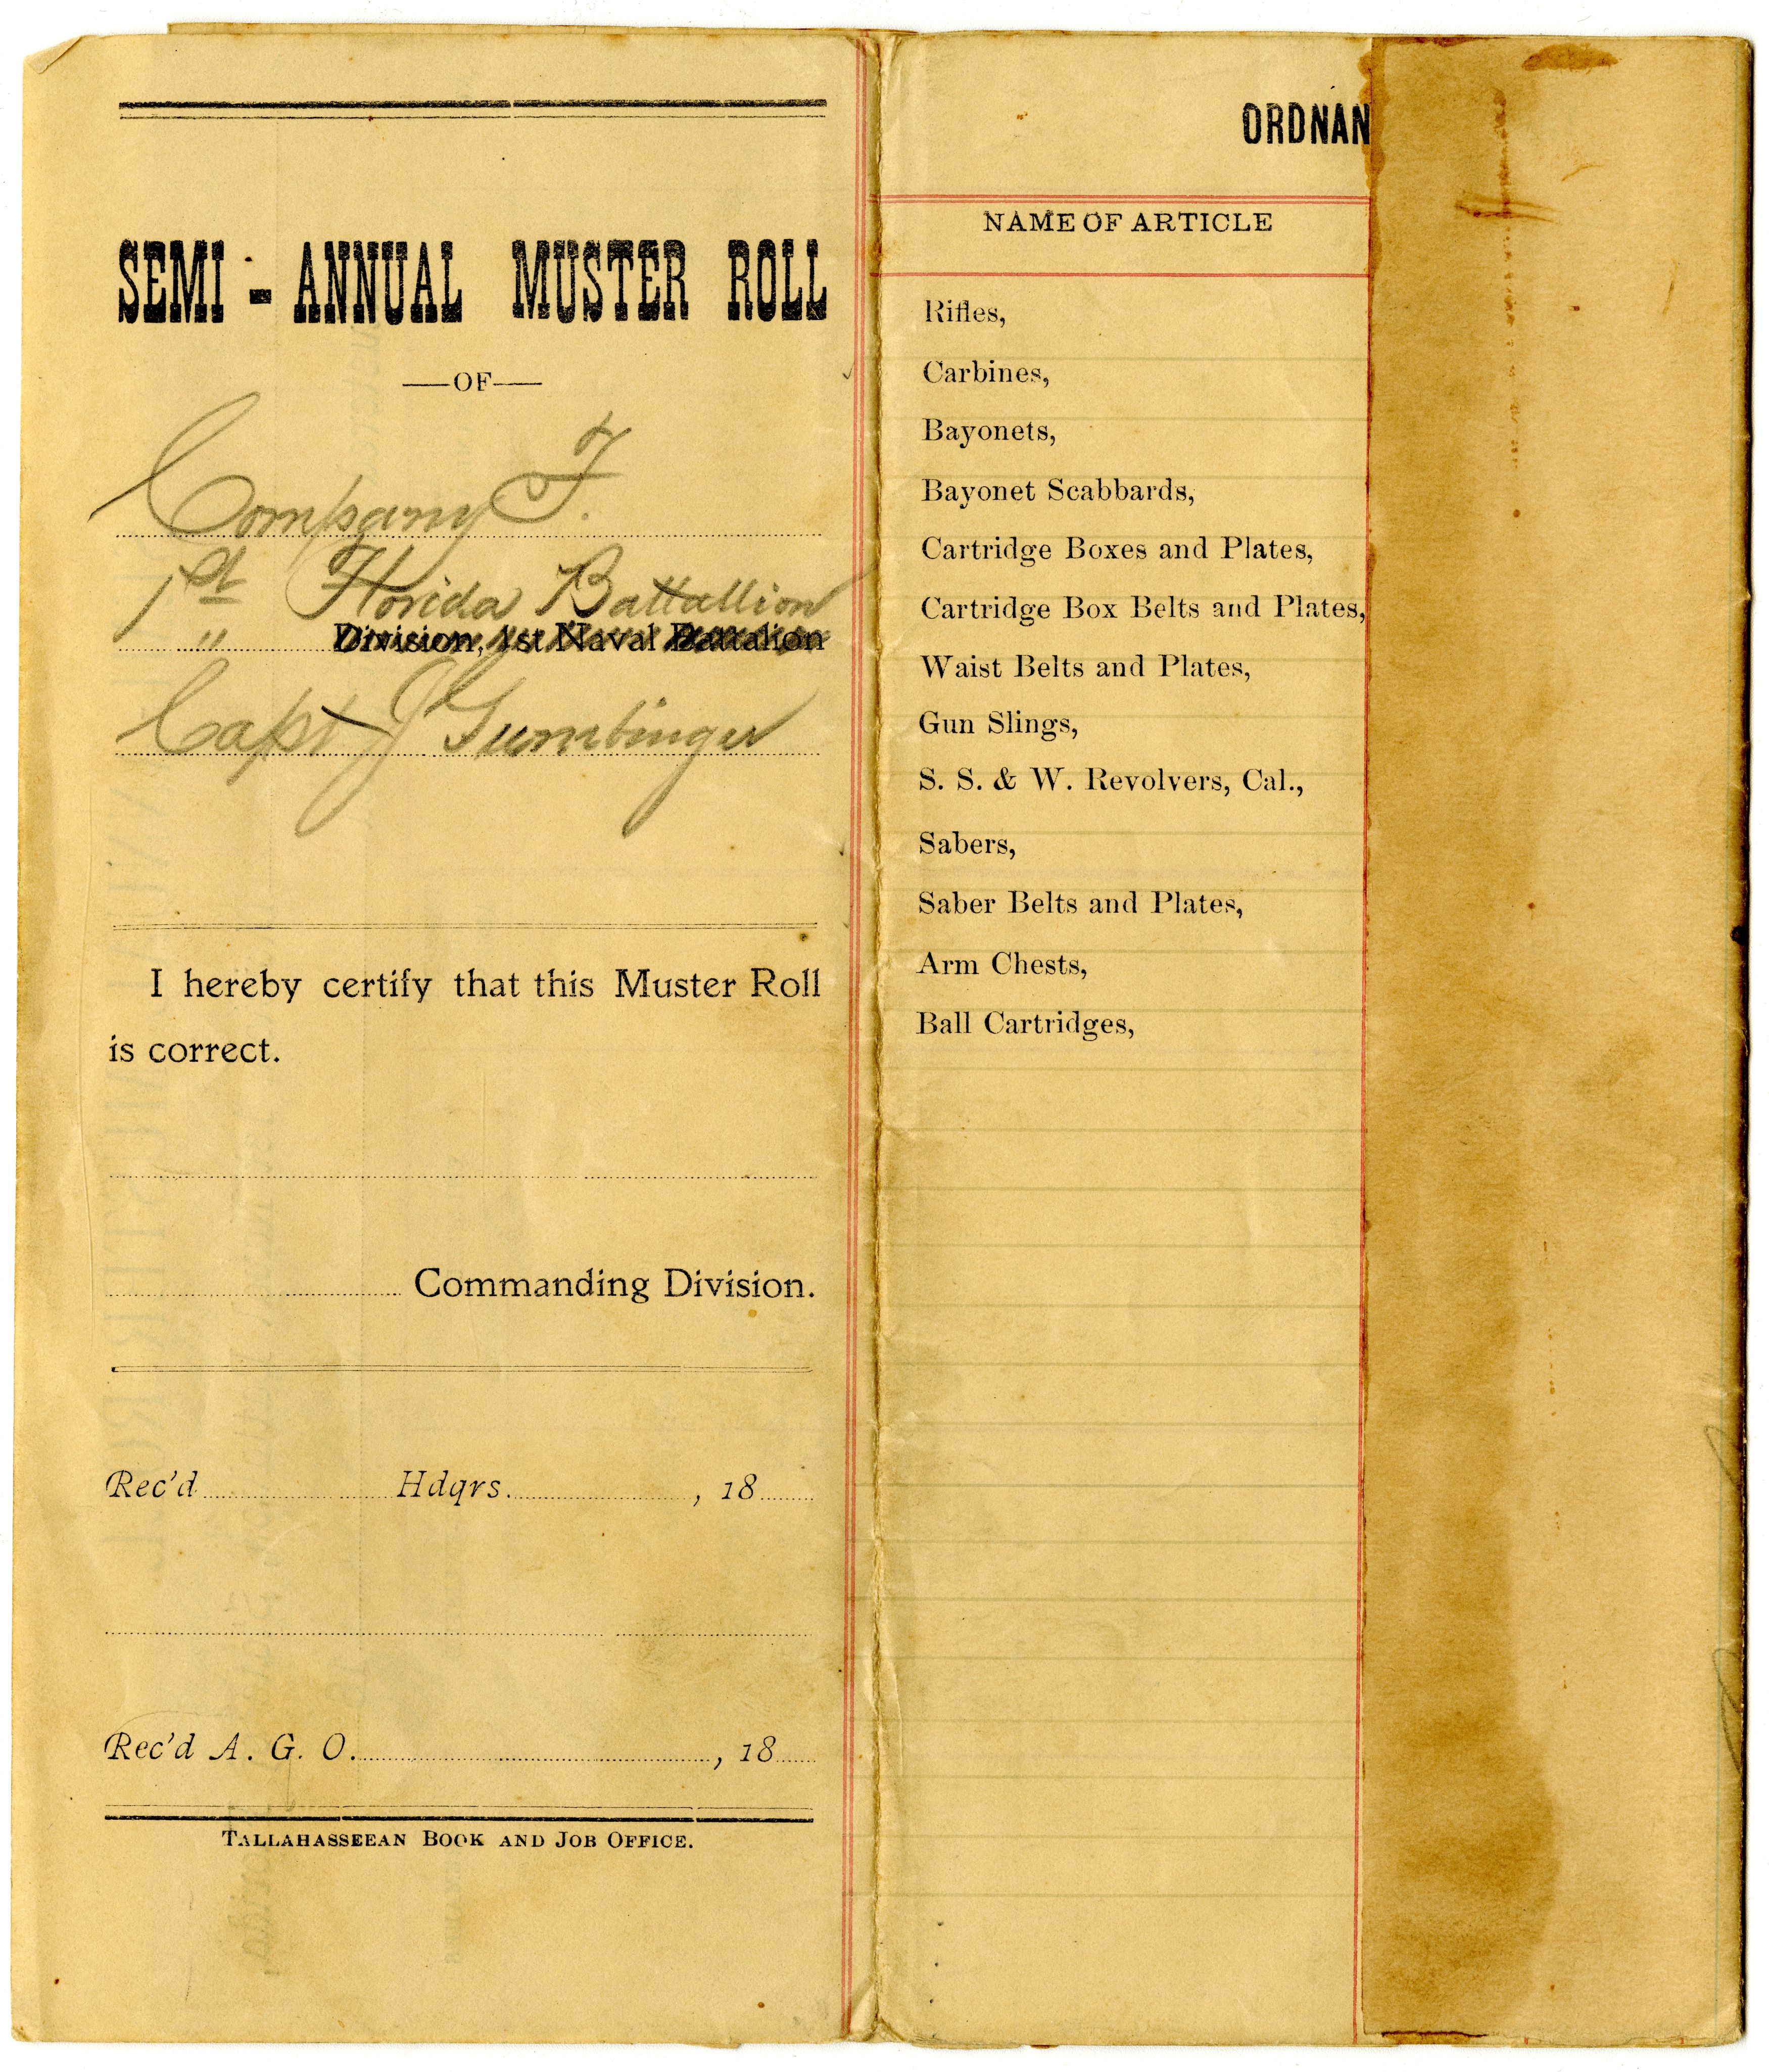 SEMI - ANNUAL MUSTER ROLL
—OF—
Company F.
1st Florida Battallion
" Division, 1st Naval Battalion
Capt J Gumbinger
I hereby certify that this Muster Roll
is correct.
Commanding Division.
Rec'd Hdqrs. , 18
Rec'd A. G. O. , 18
TALLAHASSEEAN BOOK AND JOB OFFICE.
ORDNAN
NAME OF ARTICLE
Rifles,
Carbines,
Bayonets,
Bayonet Scabbards,
Cartridge Boxes and Plates,
Cartridge Box Belts and Plates,
Waist Belts and Plates,
Gun Slings,
S. S. & W. Revolvers, Cal.,
Sabers,
Saber Belts and Plates,
Arm Chests,
Ball Cartridges,